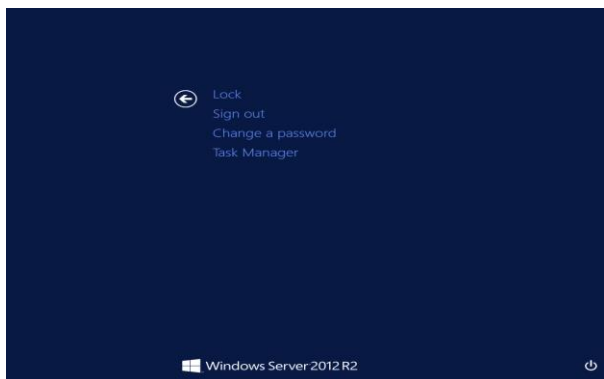 Lock
Sign out
Change a password
Task Manager
Windows Server 2012 R2